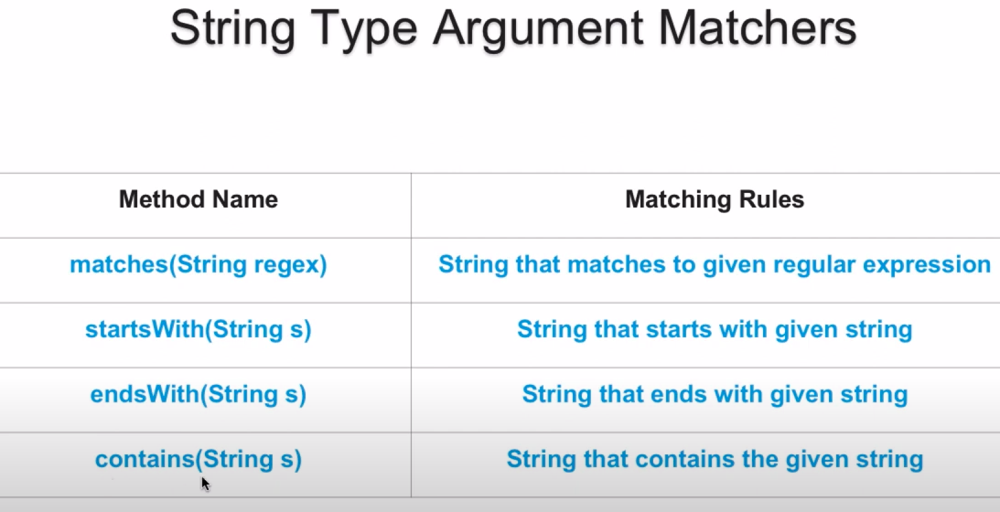 String Type Argument Matchers
Method Name
Matching Rules
matches(String regex)
String that matches to given regular expression
startsWith(String s)
String that starts with given string
endsWith(String s)
String that ends with given string
contains(String s)
String that contains the given string